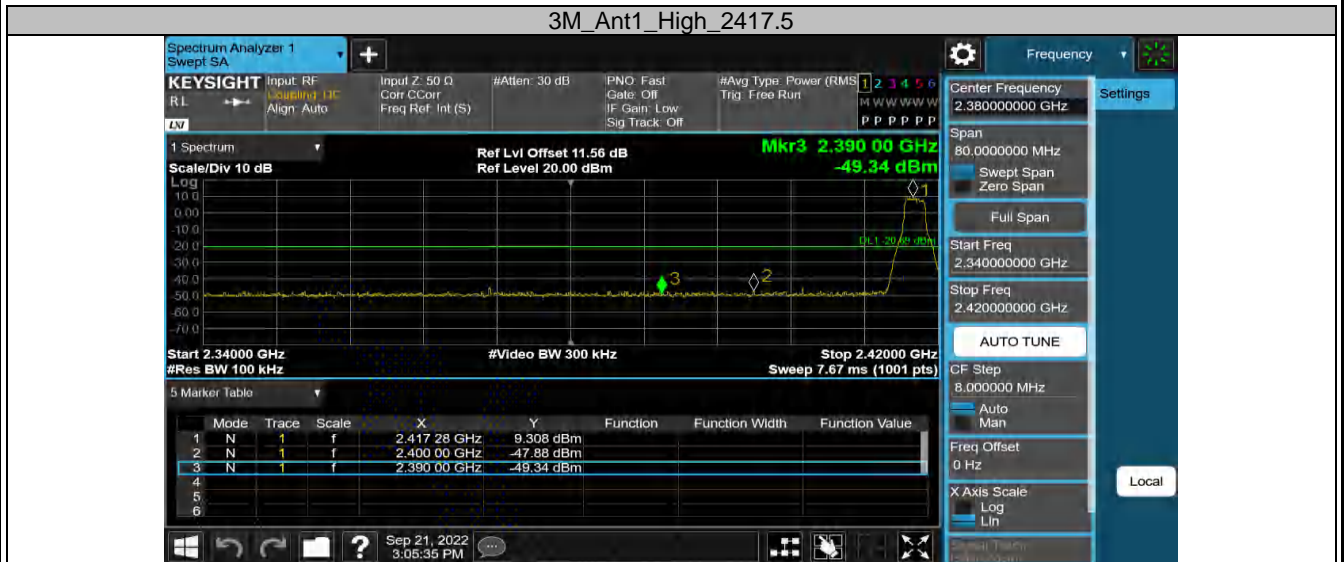 3M_Ant1_High_2417.5
Spectrum Analyzer 1
Swept SA
+
Frequency
KEYSIGHT
RL
LXI
Input: RF
Align: Auto
Input Z: 50 Ω
Corr CCorr
Freq Ref: Int (S)
#Atten: 30 dB
PNO: Fast
Gate: Off
IF Gain: Low
Sig Track: Off
#Avg Type: Power (RMS
Trig: Free Run
1 2 3 4 5 6
M W W W W W
P P P P P P
1 Spectrum
Scale/Div 10 dB
Ref Lvl Offset 11.56 dB
Ref Level 20.00 dBm
Mkr3 2.390 00 GHz
-49.34 dBm
Log
10.0
0.00
-10.0
-20.0
-30.0
-40.0
-50.0
-60.0
-70.0
1
2
3
DL1 -20.69 dBm
Start 2.34000 GHz
#Res BW 100 kHz
#Video BW 300 kHz
Stop 2.42000 GHz
Sweep 7.67 ms (1001 pts)
5 Marker Table
Mode Trace Scale X Y Function Function Width Function Value
1 N 1 f 2.417 28 GHz 9.308 dBm
2 N 1 f 2.400 00 GHz -47.88 dBm
3 N 1 f 2.390 00 GHz -49.34 dBm
4
5
6
Sep 21, 2022
3:05:35 PM
Center Frequency
2.380000000 GHz
Settings
Span
80.0000000 MHz
Swept Span
Zero Span
Full Span
Start Freq
2.340000000 GHz
Stop Freq
2.420000000 GHz
AUTO TUNE
CF Step
8.000000 MHz
Auto
Man
Freq Offset
0 Hz
X Axis Scale
Log
Lin
Local